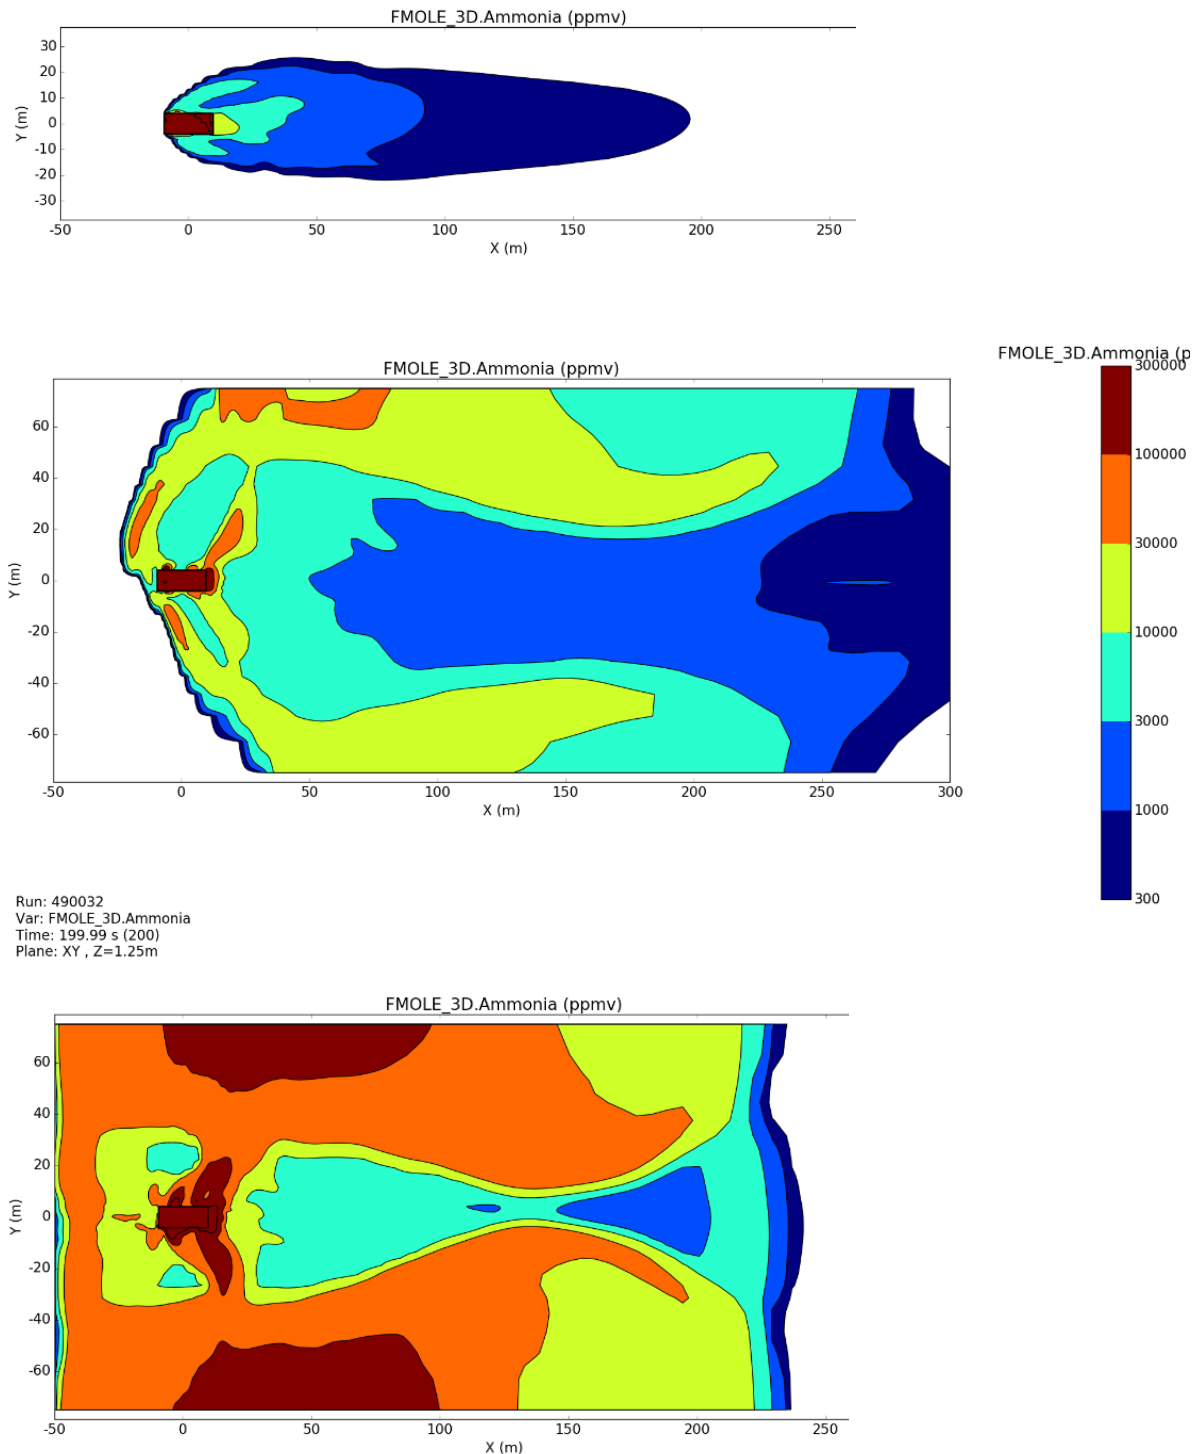 FMOLE_3D.Ammonia (ppmv)
30
20
10
0
-10
-20
-30
Y (m)
-50 0 50 100 150 200 250
X (m)
FMOLE_3D.Ammonia (ppmv)
60
40
20
0
-20
-40
-60
Y (m)
-50 0 50 100 150 200 250 300
X (m)
FMOLE_3D.Ammonia (p
300000
100000
30000
10000
3000
1000
300
Run: 490032
Var: FMOLE_3D.Ammonia
Time: 199.99 s (200)
Plane: XY , Z=1.25m
FMOLE_3D.Ammonia (ppmv)
60
40
20
0
-20
-40
-60
Y (m)
-50 0 50 100 150 200 250
X (m)